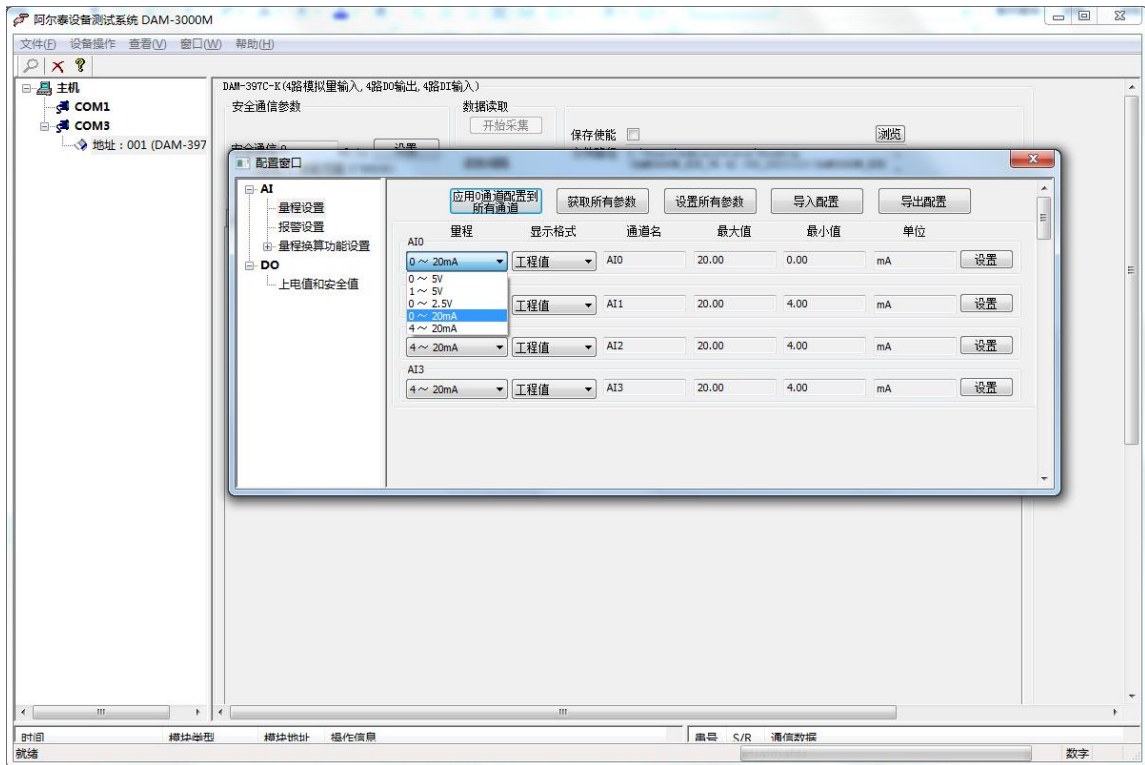 阿尔泰设备测试系统 DAM-3000M
文件(F) 设备操作 查看(V) 窗口(W) 帮助(H)
主机
COM1
COM3
地址：001 (DAM-397
DAM-397C-K(4路模拟量输入, 4路DO输出, 4路DI输入)
安全通信参数
数据读取
开始采集
保存使能
浏览
配置窗口
AI
量程设置
报警设置
量程换算功能设置
DO
上电值和安全值
应用0通道配置到所有通道
获取所有参数
设置所有参数
导入配置
导出配置
量程 显示格式 通道名 最大值 最小值 单位
AI0
0～ 20mA 工程值 AI0 20.00 0.00 mA 设置
0～ 5V
1～ 5V
0～ 2.5V
0～ 20mA
4～ 20mA
工程值 AI1 20.00 4.00 mA 设置
4～ 20mA 工程值 AI2 20.00 4.00 mA 设置
AI3
4～ 20mA 工程值 AI3 20.00 4.00 mA 设置
时间 模块类型 模块地址 操作信息 串号 S/R 通信数据
就绪
数字